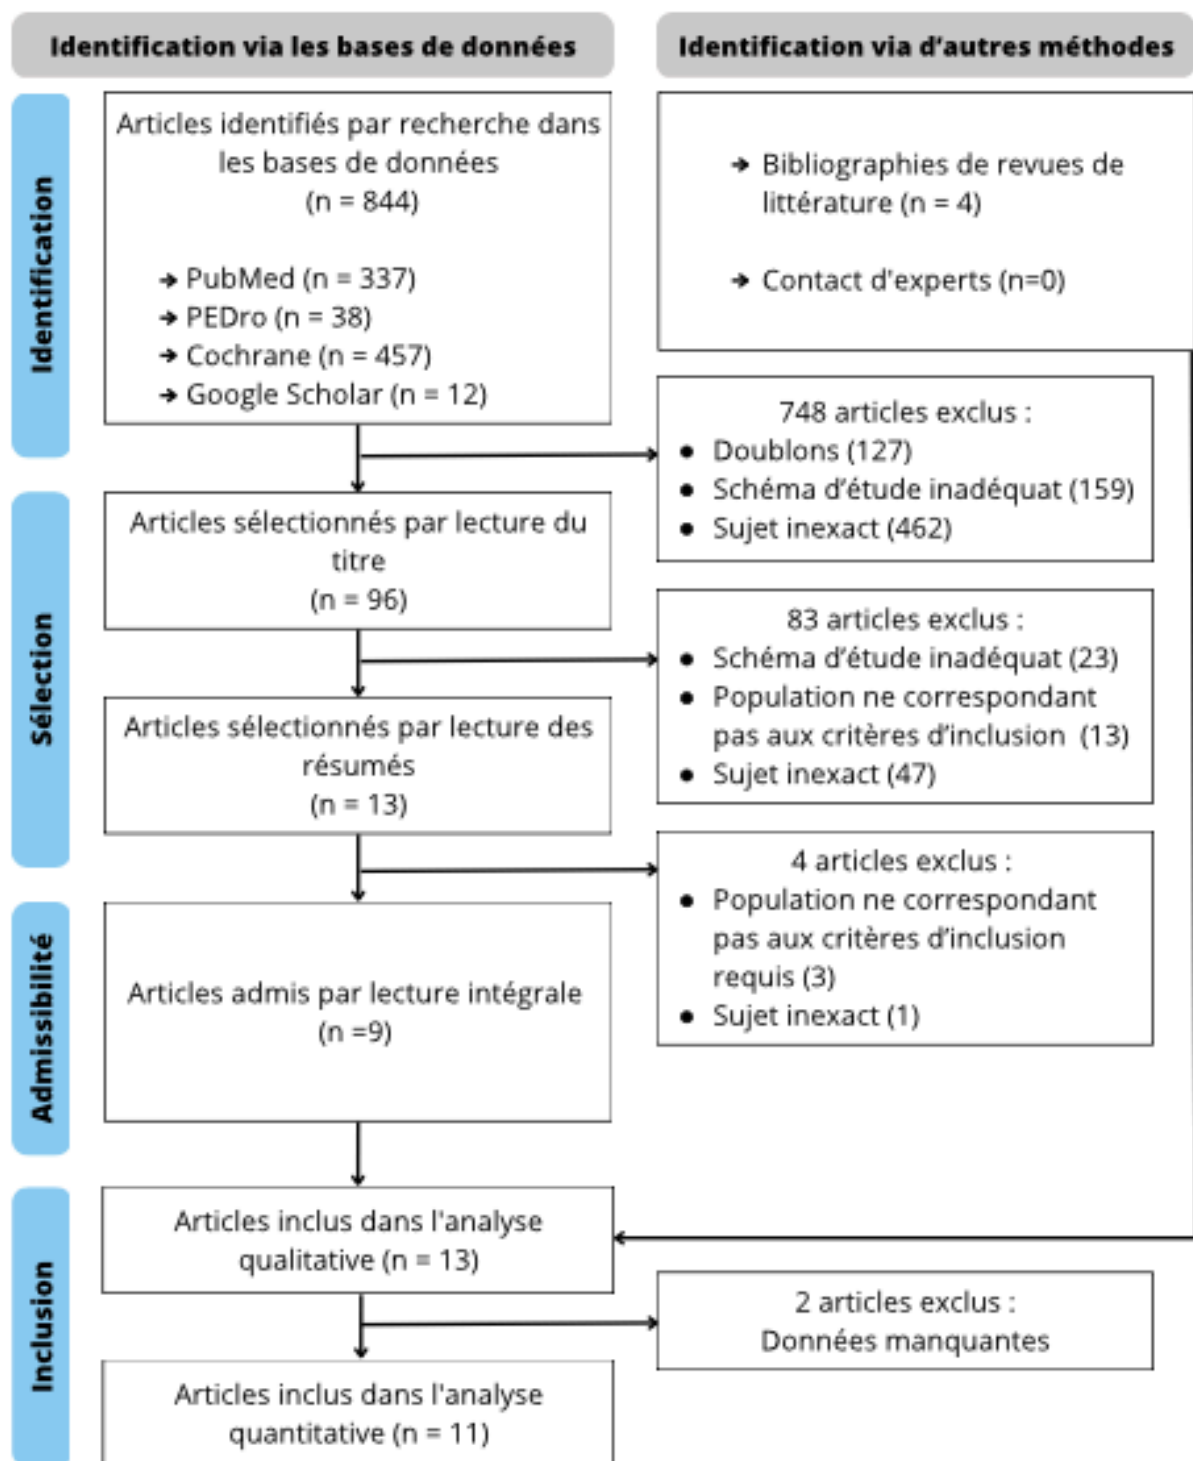 Identification via les bases de données
Identification via d’autres méthodes
Identification
Articles identifiés par recherche dans
les bases de données
(n = 844)
➔ PubMed (n = 337)
➔ PEDro (n = 38)
➔ Cochrane (n = 457)
➔ Google Scholar (n = 12)
➔ Bibliographies de revues de
littérature (n = 4)
➔ Contact d'experts (n=0)
748 articles exclus :
● Doublons (127)
● Schéma d’étude inadéquat (159)
● Sujet inexact (462)
Sélection
Articles sélectionnés par lecture du
titre
(n = 96)
83 articles exclus :
● Schéma d’étude inadéquat (23)
● Population ne correspondant
pas aux critères d’inclusion (13)
● Sujet inexact (47)
Articles sélectionnés par lecture des
résumés
(n = 13)
4 articles exclus :
● Population ne correspondant
pas aux critères d’inclusion
requis (3)
● Sujet inexact (1)
Admissibilité
Articles admis par lecture intégrale
(n =9)
Inclusion
Articles inclus dans l'analyse
qualitative (n = 13)
2 articles exclus :
Données manquantes
Articles inclus dans l'analyse
quantitative (n = 11)